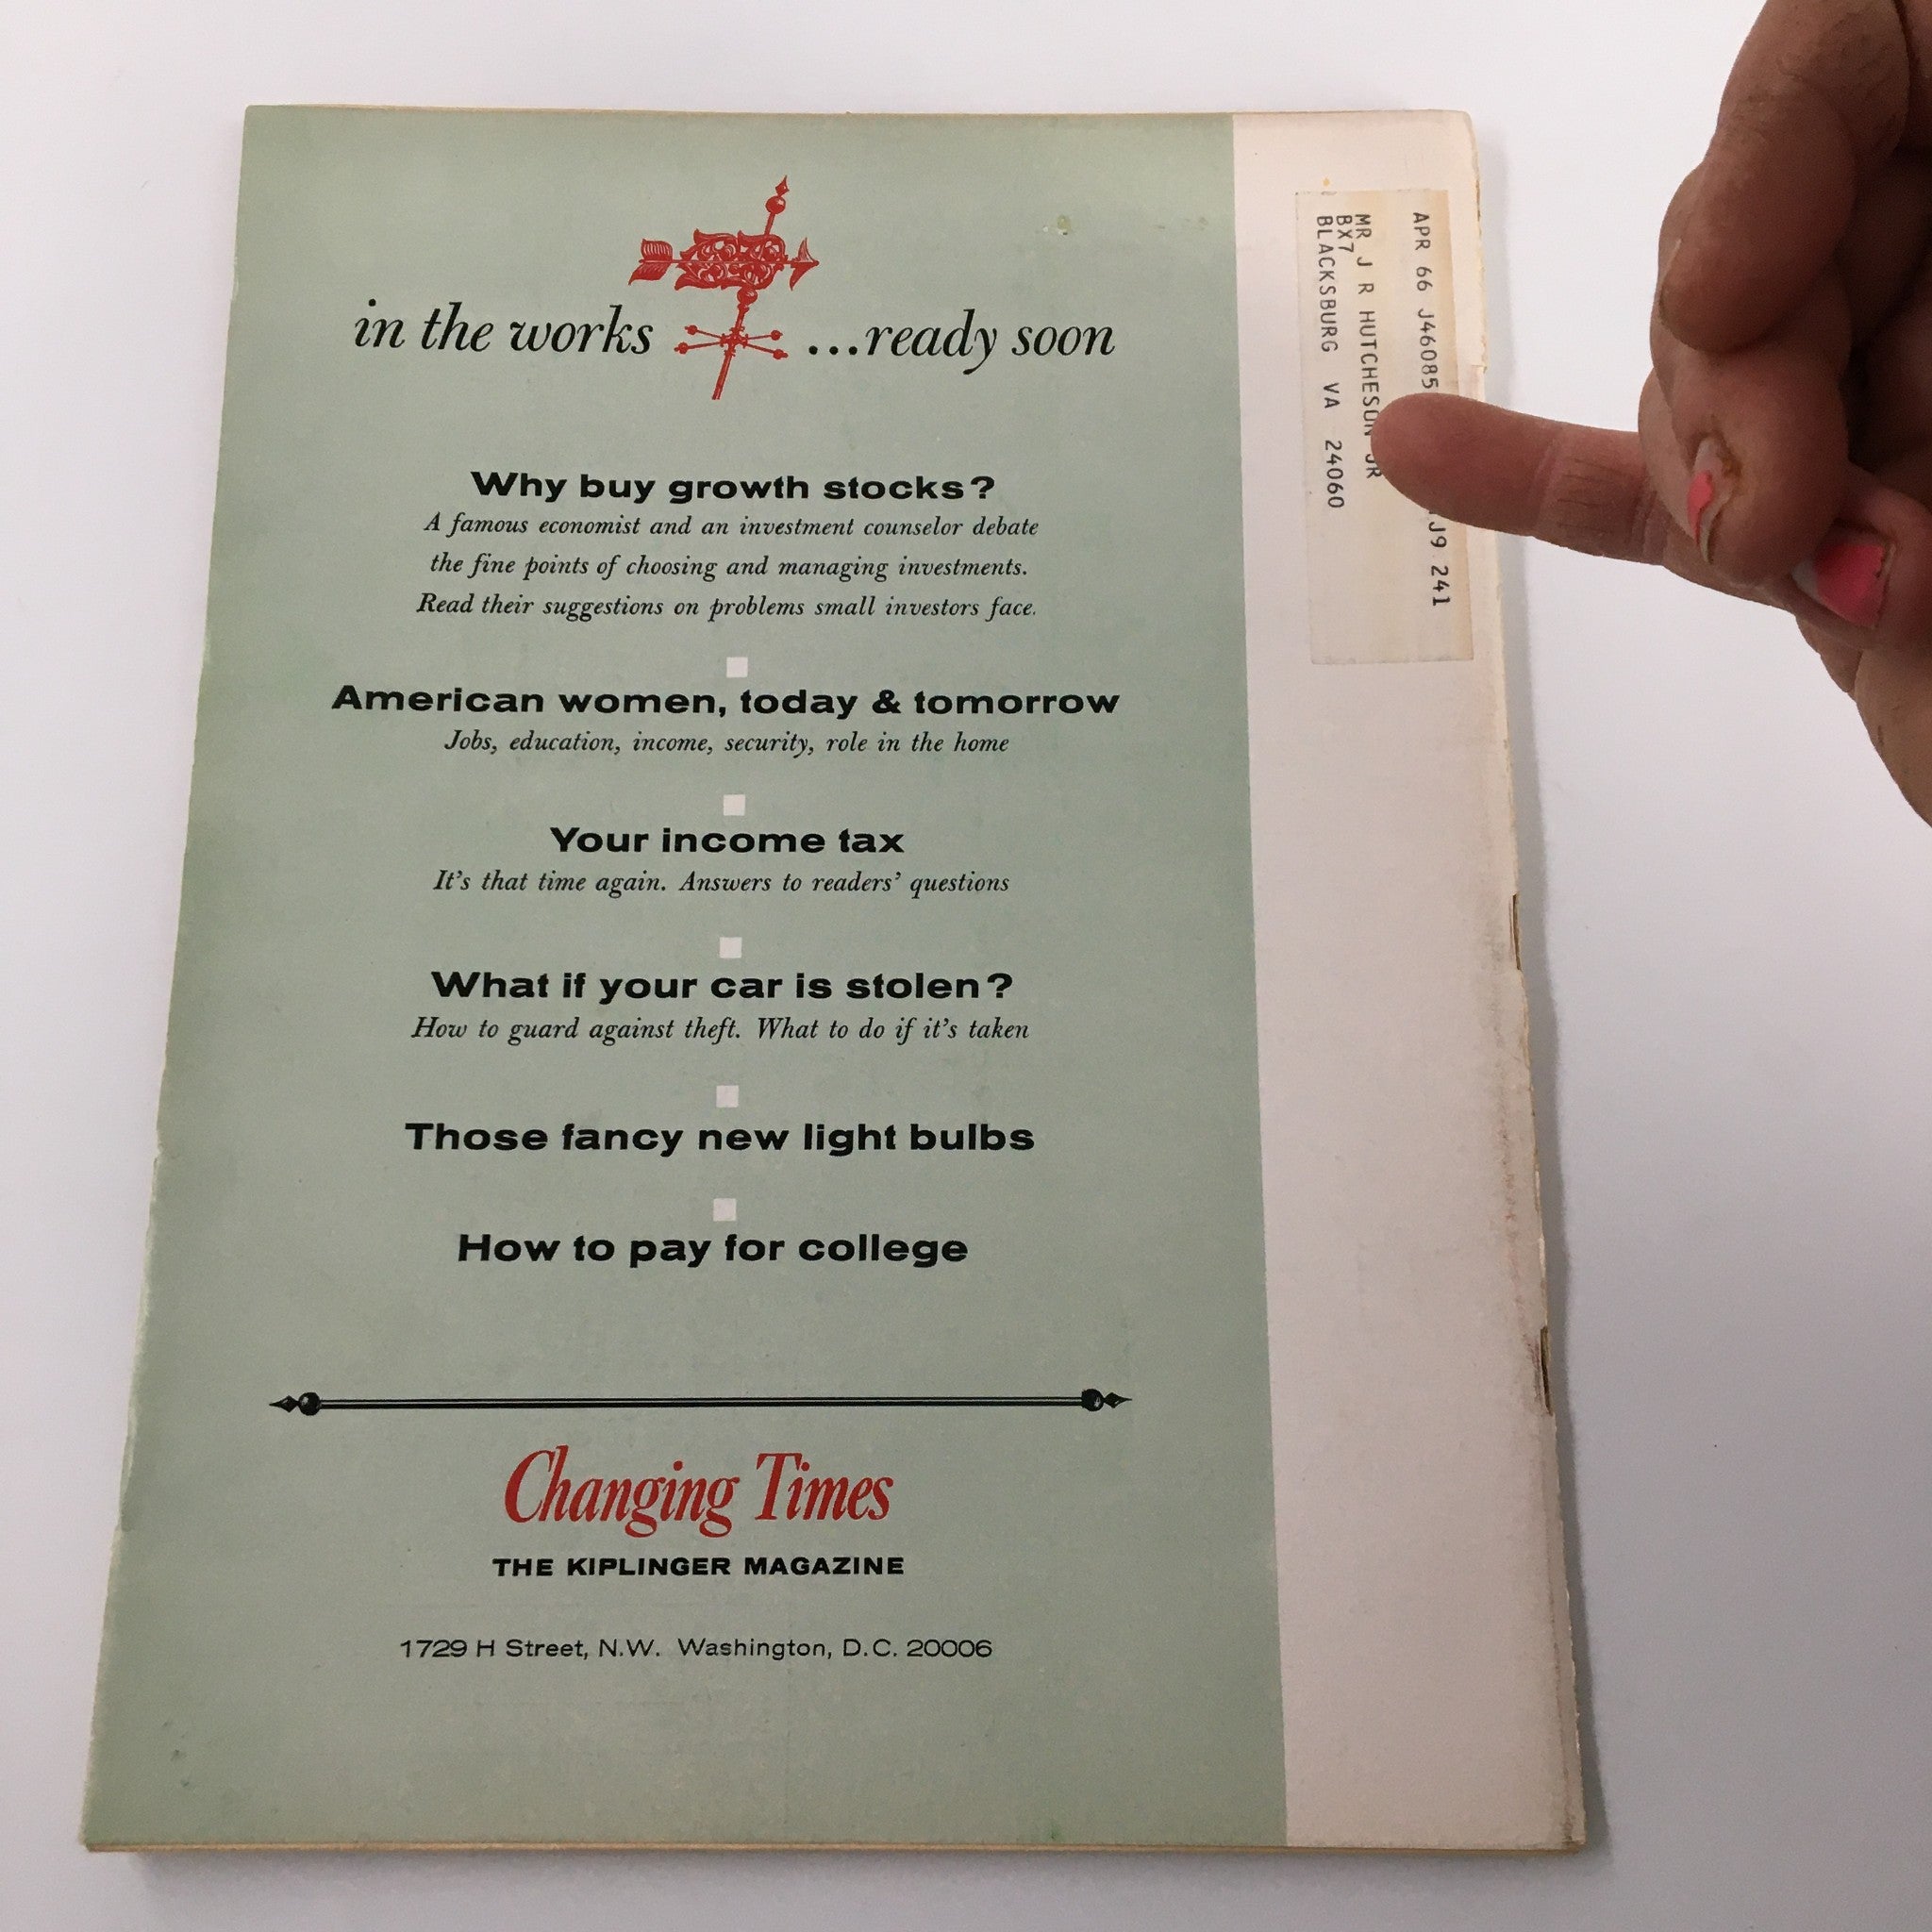 in the works ...ready soon
Why buy growth stocks?
A famous economist and an investment counselor debate
the fine points of choosing and managing investments.
Read their suggestions on problems small investors face.
American women, today & tomorrow
Jobs, education, income, security, role in the home
Your income tax
It's that time again. Answers to readers' questions
What if your car is stolen?
How to guard against theft. What to do if it's taken
Those fancy new light bulbs
How to pay for college
Changing Times
THE KIPLINGER MAGAZINE
1729 H Street, N.W. Washington, D.C. 20006
APR 66 J46085 J9 241
MR J R HUTCHESON JR
BX7
BLACKSBURG VA 24060